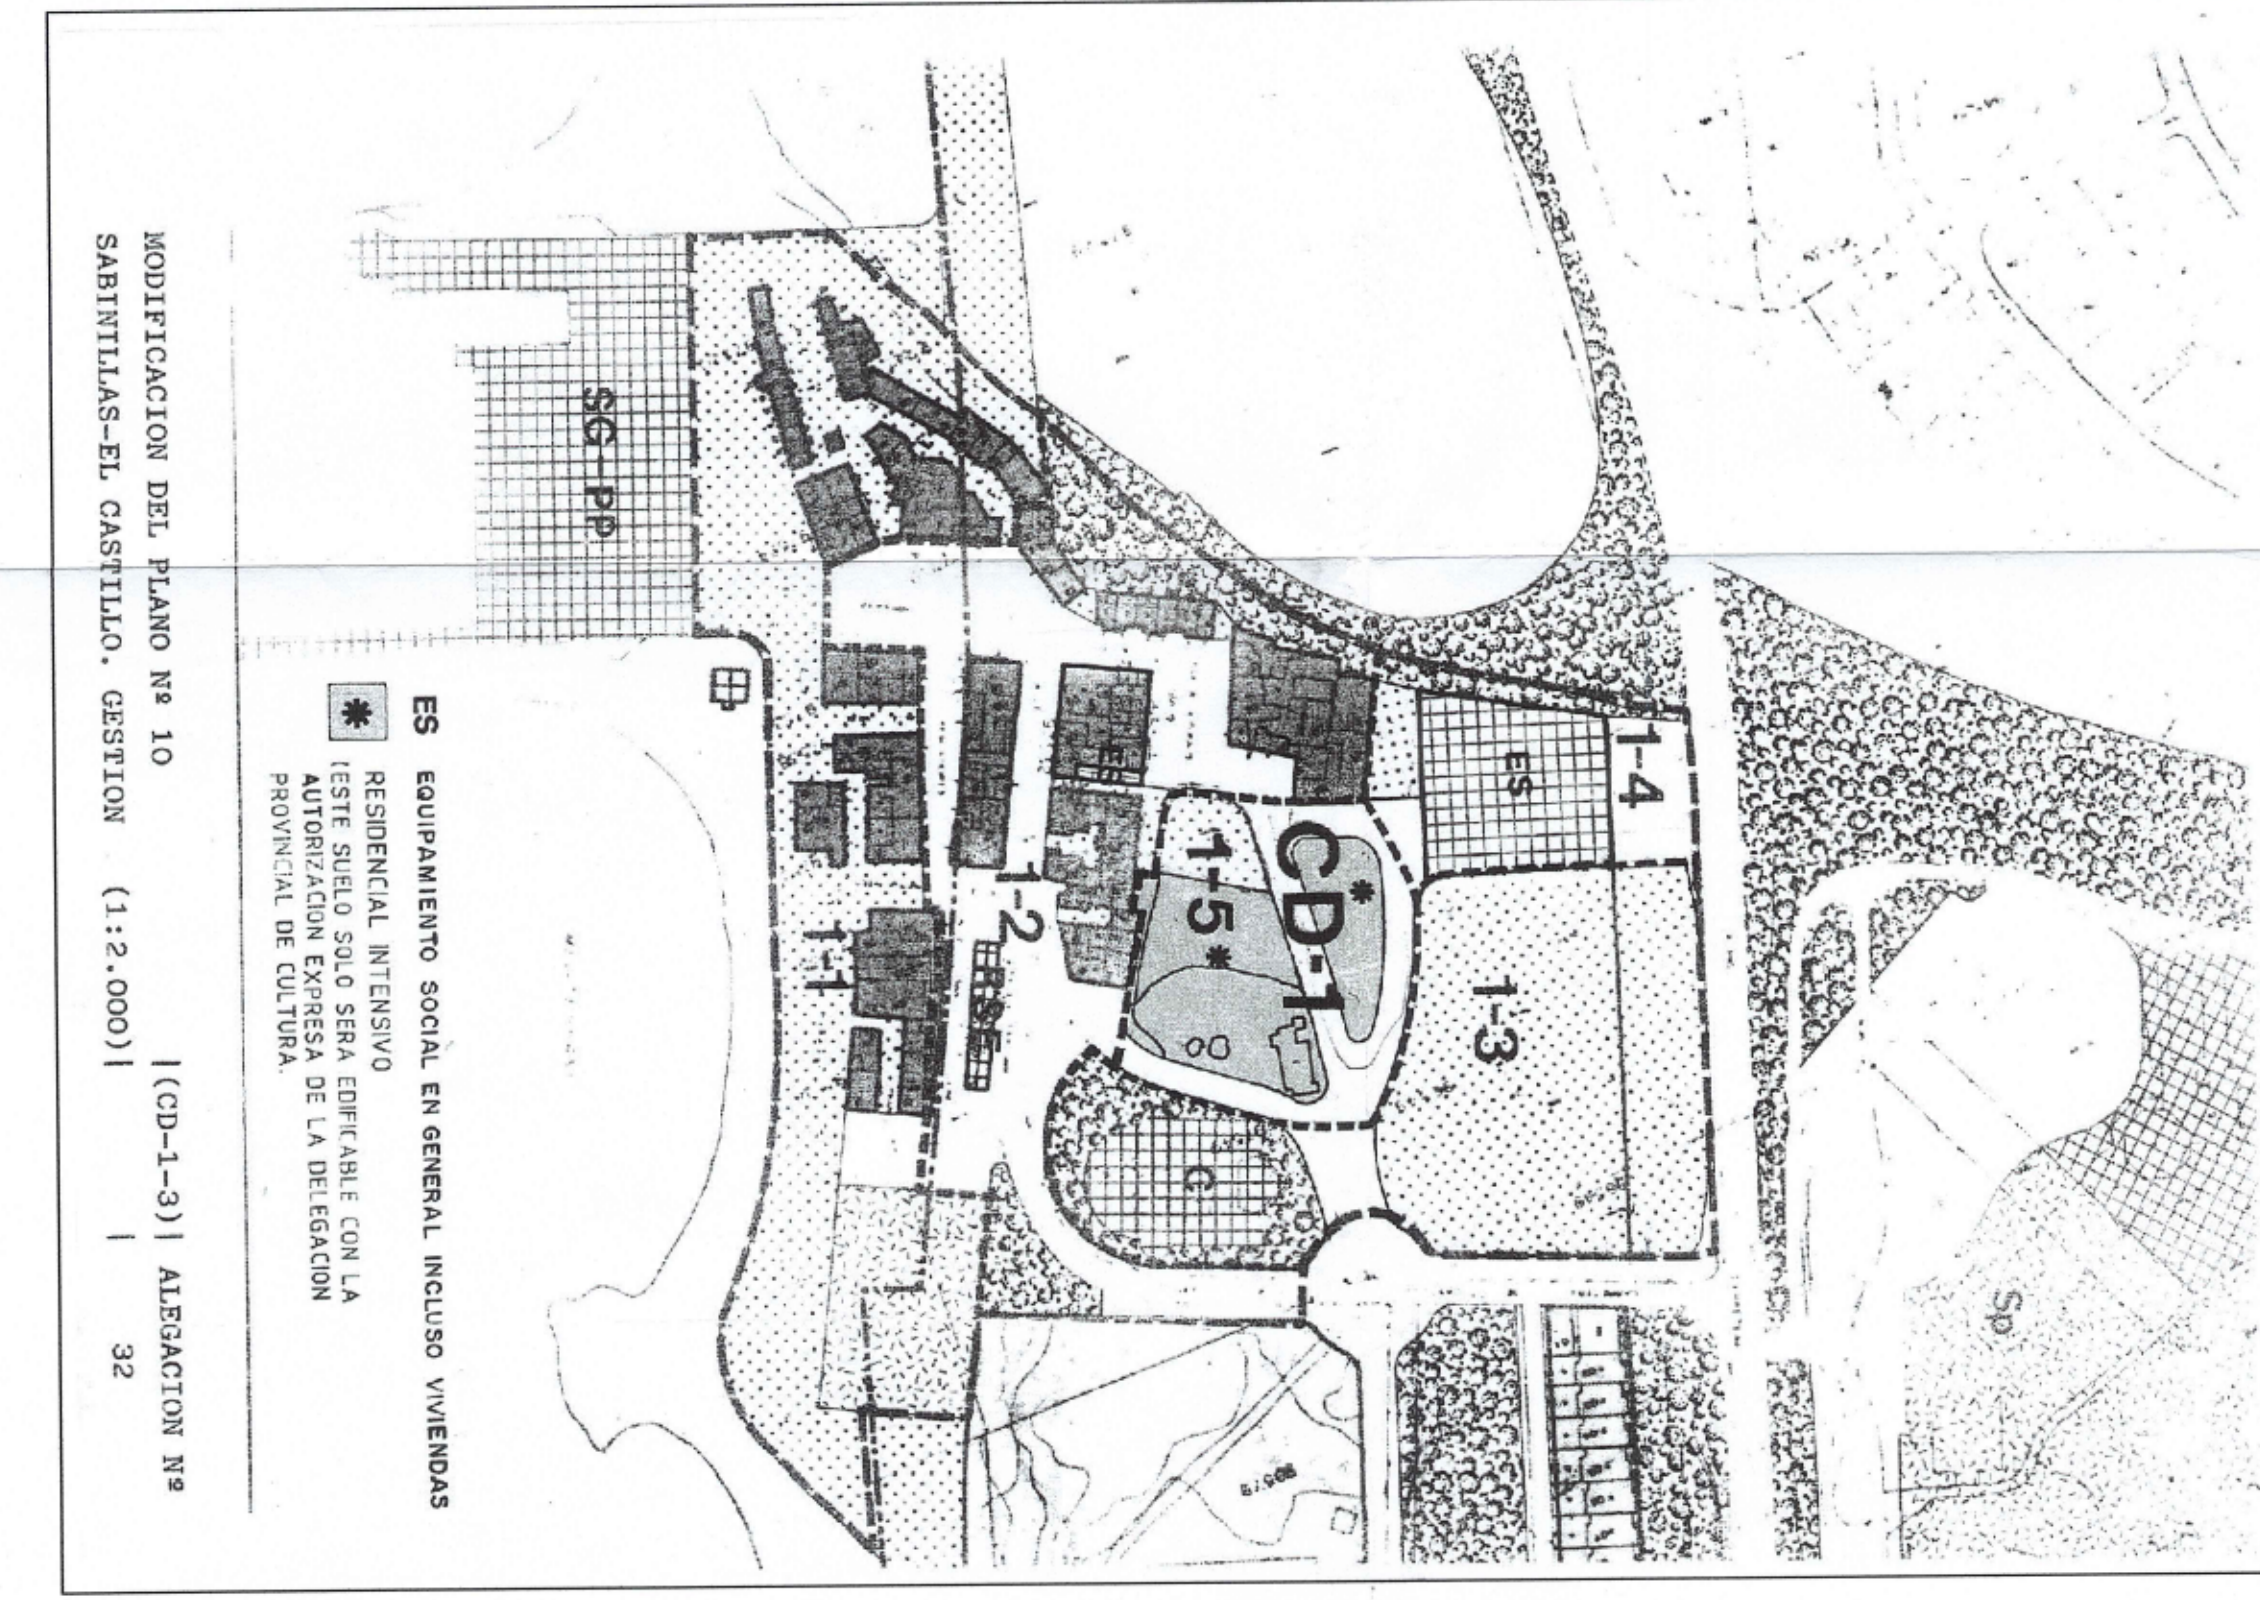 SG-PP
1-4
ES
ES
CD-1
1-5
*
*
1-3
1-2
1-1
RSE
C
Sp
ES EQUIPAMIENTO SOCIAL EN GENERAL INCLUSO VIVIENDAS
* RESIDENCIAL INTENSIVO
(ESTE SUELO SOLO SERA EDIFICABLE CON LA
AUTORIZACION EXPRESA DE LA DELEGACION
PROVINCIAL DE CULTURA.
MODIFICACION DEL PLANO Nº 10 |(CD-1-3)| ALEGACION Nº
SABINILLAS-EL CASTILLO. GESTION (1:2.000)| | 32